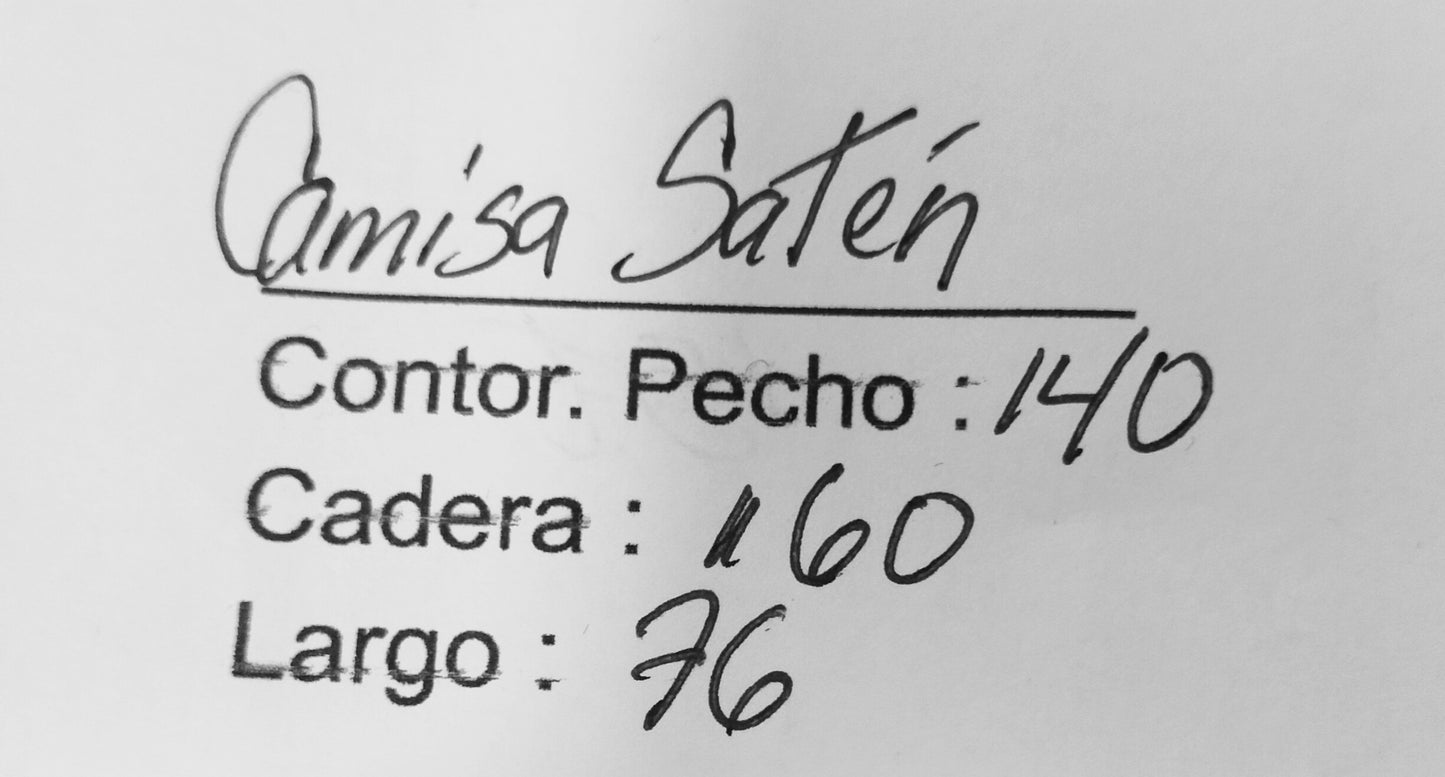 Camisa Satén
Contor. Pecho : 140
Cadera : 160
Largo : 76